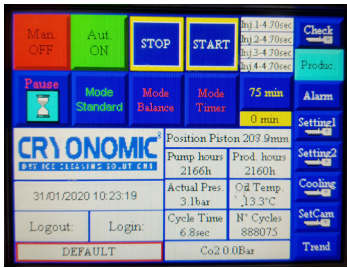 Man. OFF
Aut. ON
STOP
START
Inj.1-4.70sec
Inj.2-4.70sec
Inj.3-4.70sec
Inj.4-4.70sec
Check
Produc.
Pause
Mode Standard
Mode Balance
Mode Timer
75 min
0 min
Alarm
Setting1
CRYONOMIC®
DRY ICE CLEANING SOLUTIONS
Position Piston 207.9mm
Pump hours
2166h
Prod. hours
2160h
Setting2
31/01/2020 10:23:19
Actual Pres.
3.1bar
Oil Temp.
13.3°C
Cooling
Logout:
Login:
Cycle Time
6.8sec
N° Cycles
888075
SetCam
DEFAULT
Co2 0.0Bar
Trend